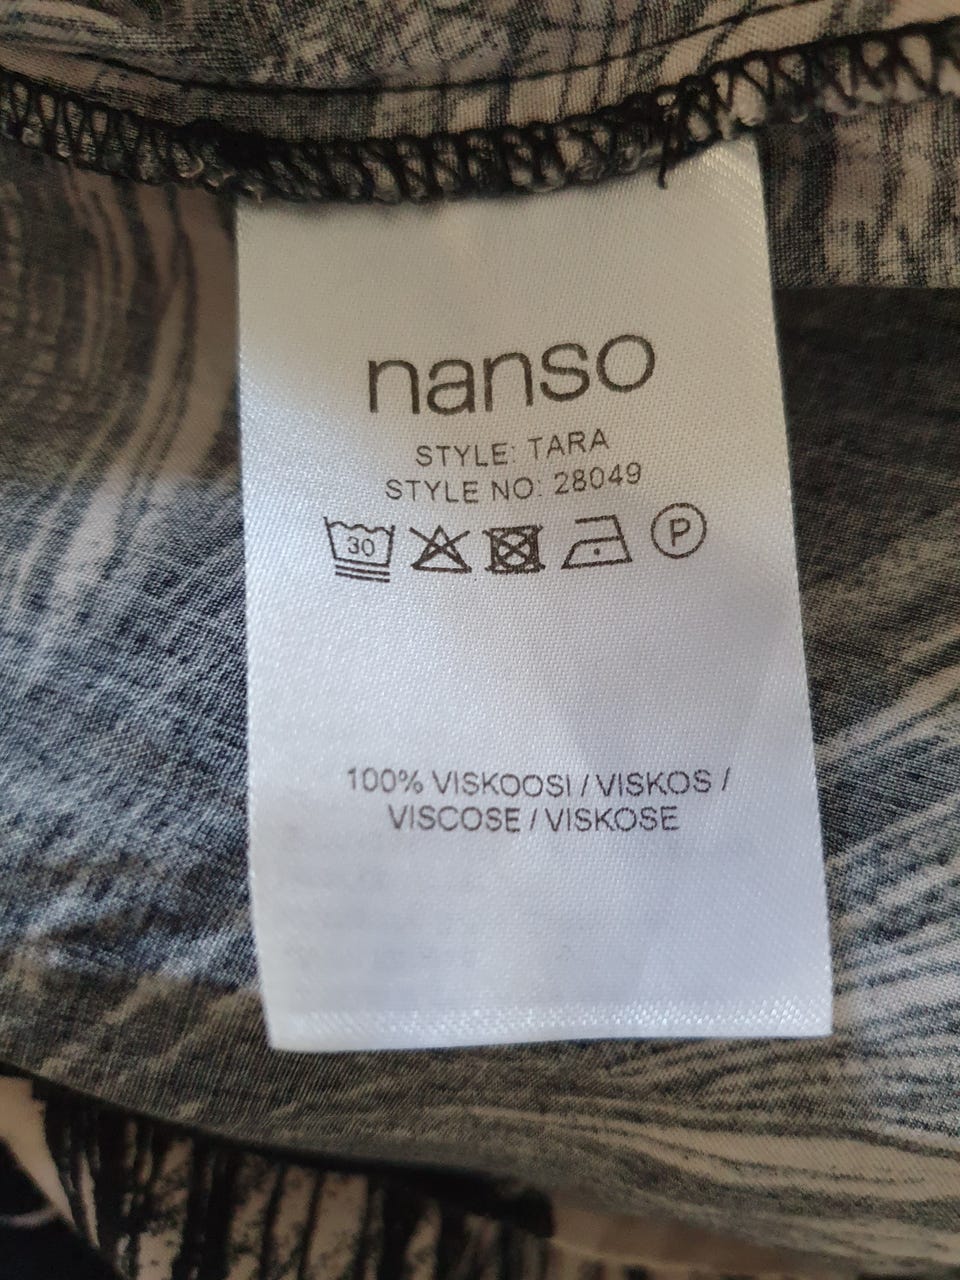 nanso
STYLE: TARA
STYLE NO: 28049
30 P
100% VISKOOSI / VISKOS /
VISCOSE / VISKOSE